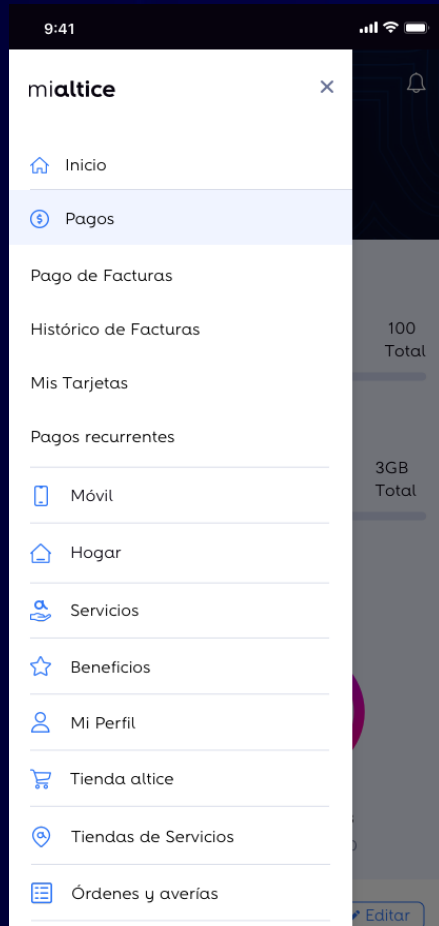 9:41
mialtice
Inicio
Pagos
Pago de Facturas
Histórico de Facturas
Mis Tarjetas
Pagos recurrentes
Móvil
Hogar
Servicios
Beneficios
Mi Perfil
Tienda altice
Tiendas de Servicios
Órdenes y averías
100
Total
3GB
Total
Editar